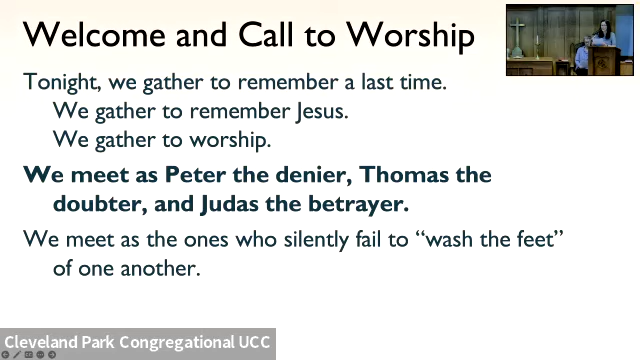 Welcome and Call to Worship
Tonight, we gather to remember a last time.
We gather to remember Jesus.
We gather to worship.
We meet as Peter the denier, Thomas the
doubter, and Judas the betrayer.
We meet as the ones who silently fail to “wash the feet”
of one another.
Cleveland Park Congregational UCC